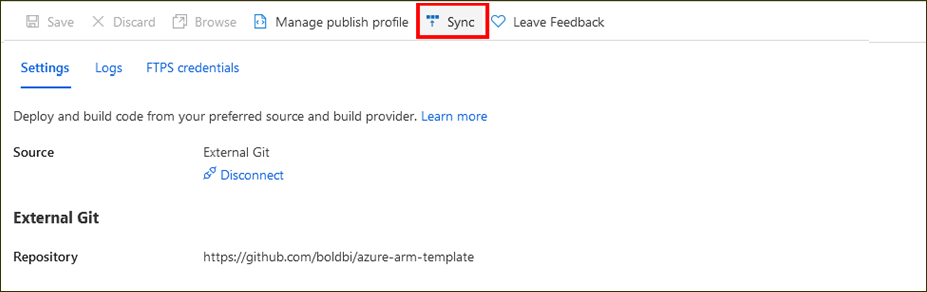 Save Discard Browse Manage publish profile Sync Leave Feedback
Settings Logs FTPS credentials
Deploy and build code from your preferred source and build provider. Learn more
Source External Git
Disconnect
External Git
Repository https://github.com/boldbi/azure-arm-template